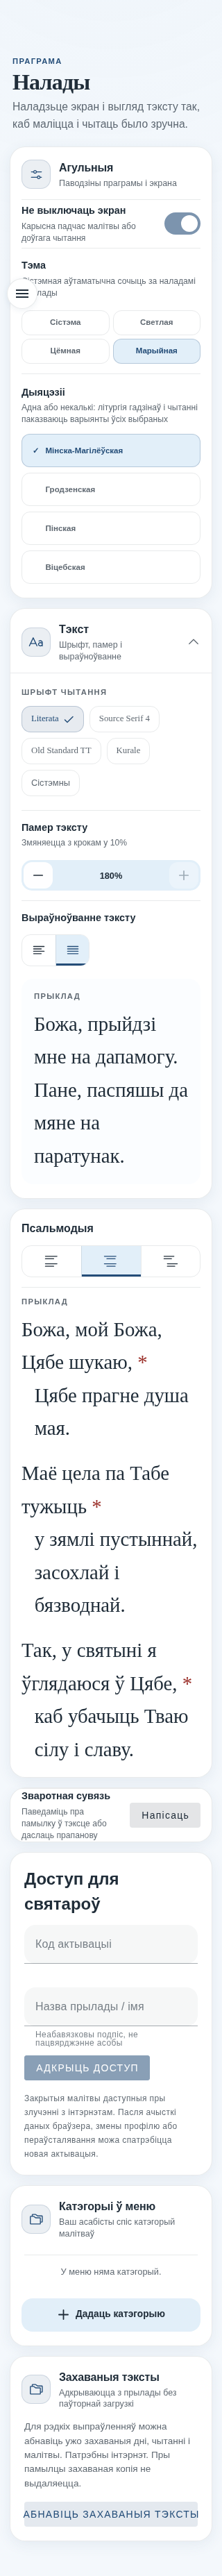 ПРАГРАМА
Налады
Наладзьце экран і выгляд тэксту так,
каб маліцца і чытаць было зручна.
Агульныя
Паводзіны праграмы і экрана
Не выключаць экран
Карысна падчас малітвы або
доўгага чытання
Тэма
Сістэмная аўтаматычна сочыць за наладамі
лады
Сістэма
Светлая
Цёмная
Марыйная
Дыяцэзіі
Адна або некалькі: літургія гадзінаў і чытанні
паказваюць варыянты ўсіх выбраных
✓ Мінска-Магілёўская
Гродзенская
Пінская
Віцебская
Aa
Тэкст
Шрыфт, памер і
выраўноўванне
ШРЫФТ ЧЫТАННЯ
Literata
Source Serif 4
Old Standard TT
Kurale
Сістэмны
Памер тэксту
Змяняецца з крокам у 10%
180%
Выраўноўванне тэксту
ПРЫКЛАД
Божа, прыйдзі
мне на дапамогу.
Пане, паспяшы да
мяне на
паратунак.
Псальмодыя
ПРЫКЛАД
Божа, мой Божа,
Цябе шукаю, *
Цябе прагне душа
мая.
Маё цела па Табе
тужыць *
у зямлі пустыннай,
засохлай і
бязводнай.
Так, у святыні я
ўглядаюся ў Цябе, *
каб убачыць Тваю
сілу і славу.
Зваротная сувязь
Паведаміць пра
памылку ў тэксце або
даслаць прапанову
Напісаць
Доступ для
святароў
Код актывацыі
Назва прылады / імя
Неабавязковы подпіс, не
пацвярджэнне асобы
АДКРЫЦЬ ДОСТУП
Закрытыя малітвы даступныя пры
злучэнні з інтэрнэтам. Пасля ачысткі
даных браўзера, змены профілю або
пераўсталявання можа спатрэбіцца
новая актывацыя.
Катэгорыі ў меню
Ваш асабісты спіс катэгорый
малітваў
У меню няма катэгорый.
Дадаць катэгорыю
Захаваныя тэксты
Адкрываюцца з прылады без
паўторнай загрузкі
Для рэдкіх выпраўленняў можна
абнавіць ужо захаваныя дні, чытанні і
малітвы. Патрэбны інтэрнэт. Пры
памылцы захаваная копія не
выдаляецца.
АБНАВІЦЬ ЗАХАВАНЫЯ ТЭКСТЫ